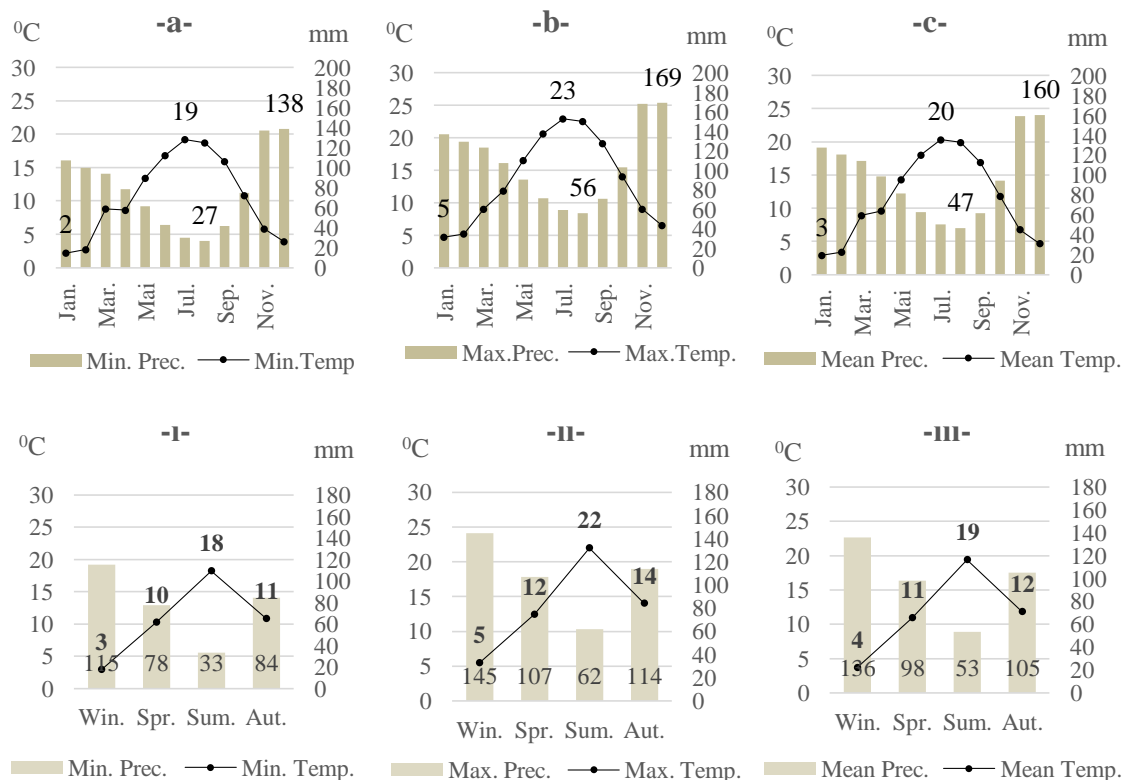 -a-
⁰C
mm
30
25
20
15
10
5
0
200
180
160
140
120
100
80
60
40
20
0
2
19
27
138
Jan.
Mar.
Mai
Jul.
Sep.
Nov.
Min. Prec.
Min.Temp
-b-
⁰C
mm
30
25
20
15
10
5
0
200
180
160
140
120
100
80
60
40
20
0
5
23
56
169
Jan.
Mar.
Mai
Jul.
Sep.
Nov.
Max.Prec.
Max.Temp.
-c-
⁰C
mm
30
25
20
15
10
5
0
200
180
160
140
120
100
80
60
40
20
0
3
20
47
160
Jan.
Mar.
Mai
Jul.
Sep.
Nov.
Mean Prec.
Mean Temp.
-i-
⁰C
mm
30
25
20
15
10
5
0
180
160
140
120
100
80
60
40
20
0
3
10
18
11
115
78
33
84
Win. Spr. Sum. Aut.
Min. Prec.
Min. Temp.
-ii-
⁰C
mm
30
25
20
15
10
5
0
180
160
140
120
100
80
60
40
20
0
5
12
22
14
145
107
62
114
Win. Spr. Sum. Aut.
Max. Prec.
Max. Temp.
-iii-
⁰C
mm
30
25
20
15
10
5
0
180
160
140
120
100
80
60
40
20
0
4
11
19
12
136
98
53
105
Win. Spr. Sum. Aut.
Mean Prec.
Mean Temp.